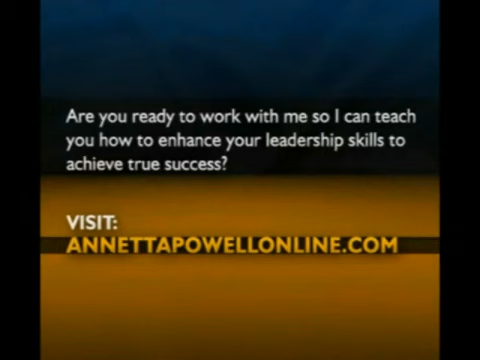 Are you ready to work with me so I can teach
you how to enhance your leadership skills to
achieve true success?
VISIT:
ANNETTAPOWELLONLINE.COM